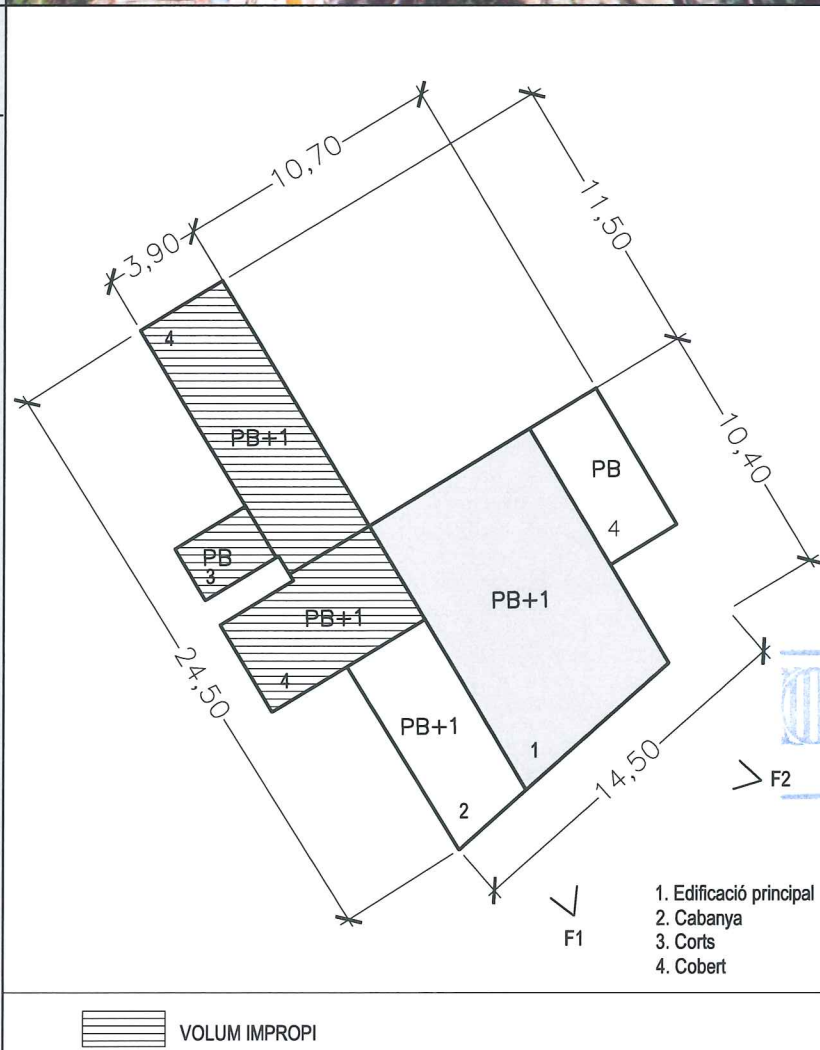 10,70
3,90
11,50
4
PB+1
10,40
PB
4
PB
3
PB+1
PB+1
4
24,50
PB+1
1
2
14,50
F2
F1
1. Edificació principal
2. Cabanya
3. Corts
4. Cobert
VOLUM IMPROPI